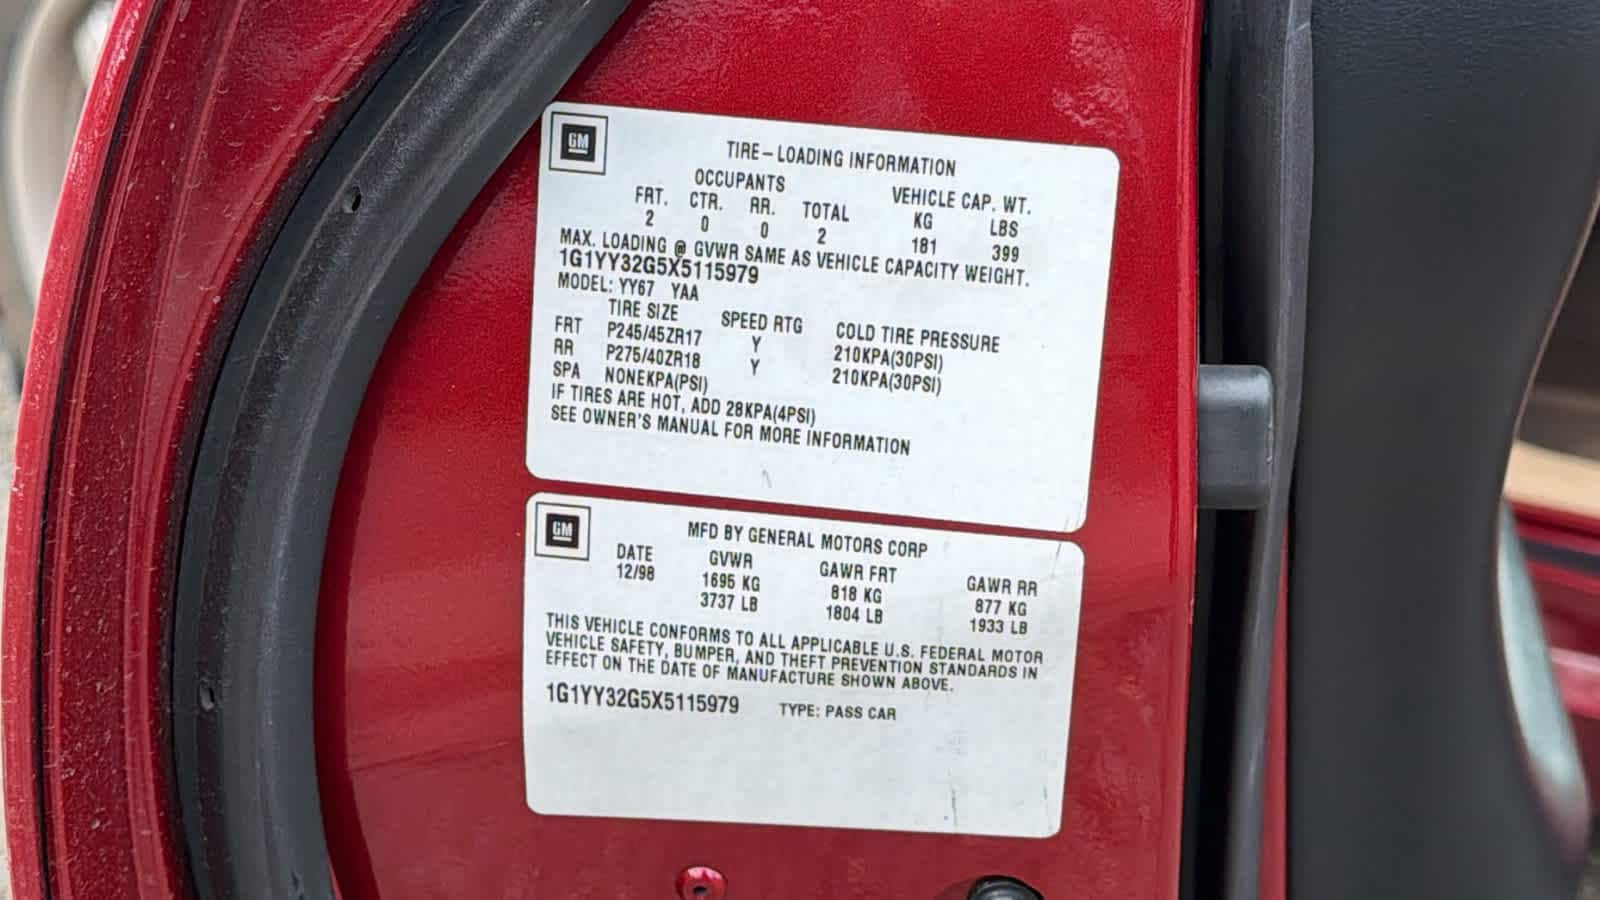 GM
TIRE–LOADING INFORMATION
OCCUPANTS VEHICLE CAP. WT.
FRT. CTR. RR. TOTAL KG LBS
2 0 0 2 181 399
MAX. LOADING @ GVWR SAME AS VEHICLE CAPACITY WEIGHT.
1G1YY32G5X5115979
MODEL: YY67 YAA
TIRE SIZE SPEED RTG COLD TIRE PRESSURE
FRT P245/45ZR17 Y 210KPA(30PSI)
RR P275/40ZR18 Y 210KPA(30PSI)
SPA NONEKPA(PSI)
IF TIRES ARE HOT, ADD 28KPA(4PSI)
SEE OWNER'S MANUAL FOR MORE INFORMATION
GM
MFD BY GENERAL MOTORS CORP
DATE GVWR GAWR FRT GAWR RR
12/98 1695 KG 818 KG 877 KG
3737 LB 1804 LB 1933 LB
THIS VEHICLE CONFORMS TO ALL APPLICABLE U.S. FEDERAL MOTOR
VEHICLE SAFETY, BUMPER, AND THEFT PREVENTION STANDARDS IN
EFFECT ON THE DATE OF MANUFACTURE SHOWN ABOVE.
1G1YY32G5X5115979 TYPE: PASS CAR